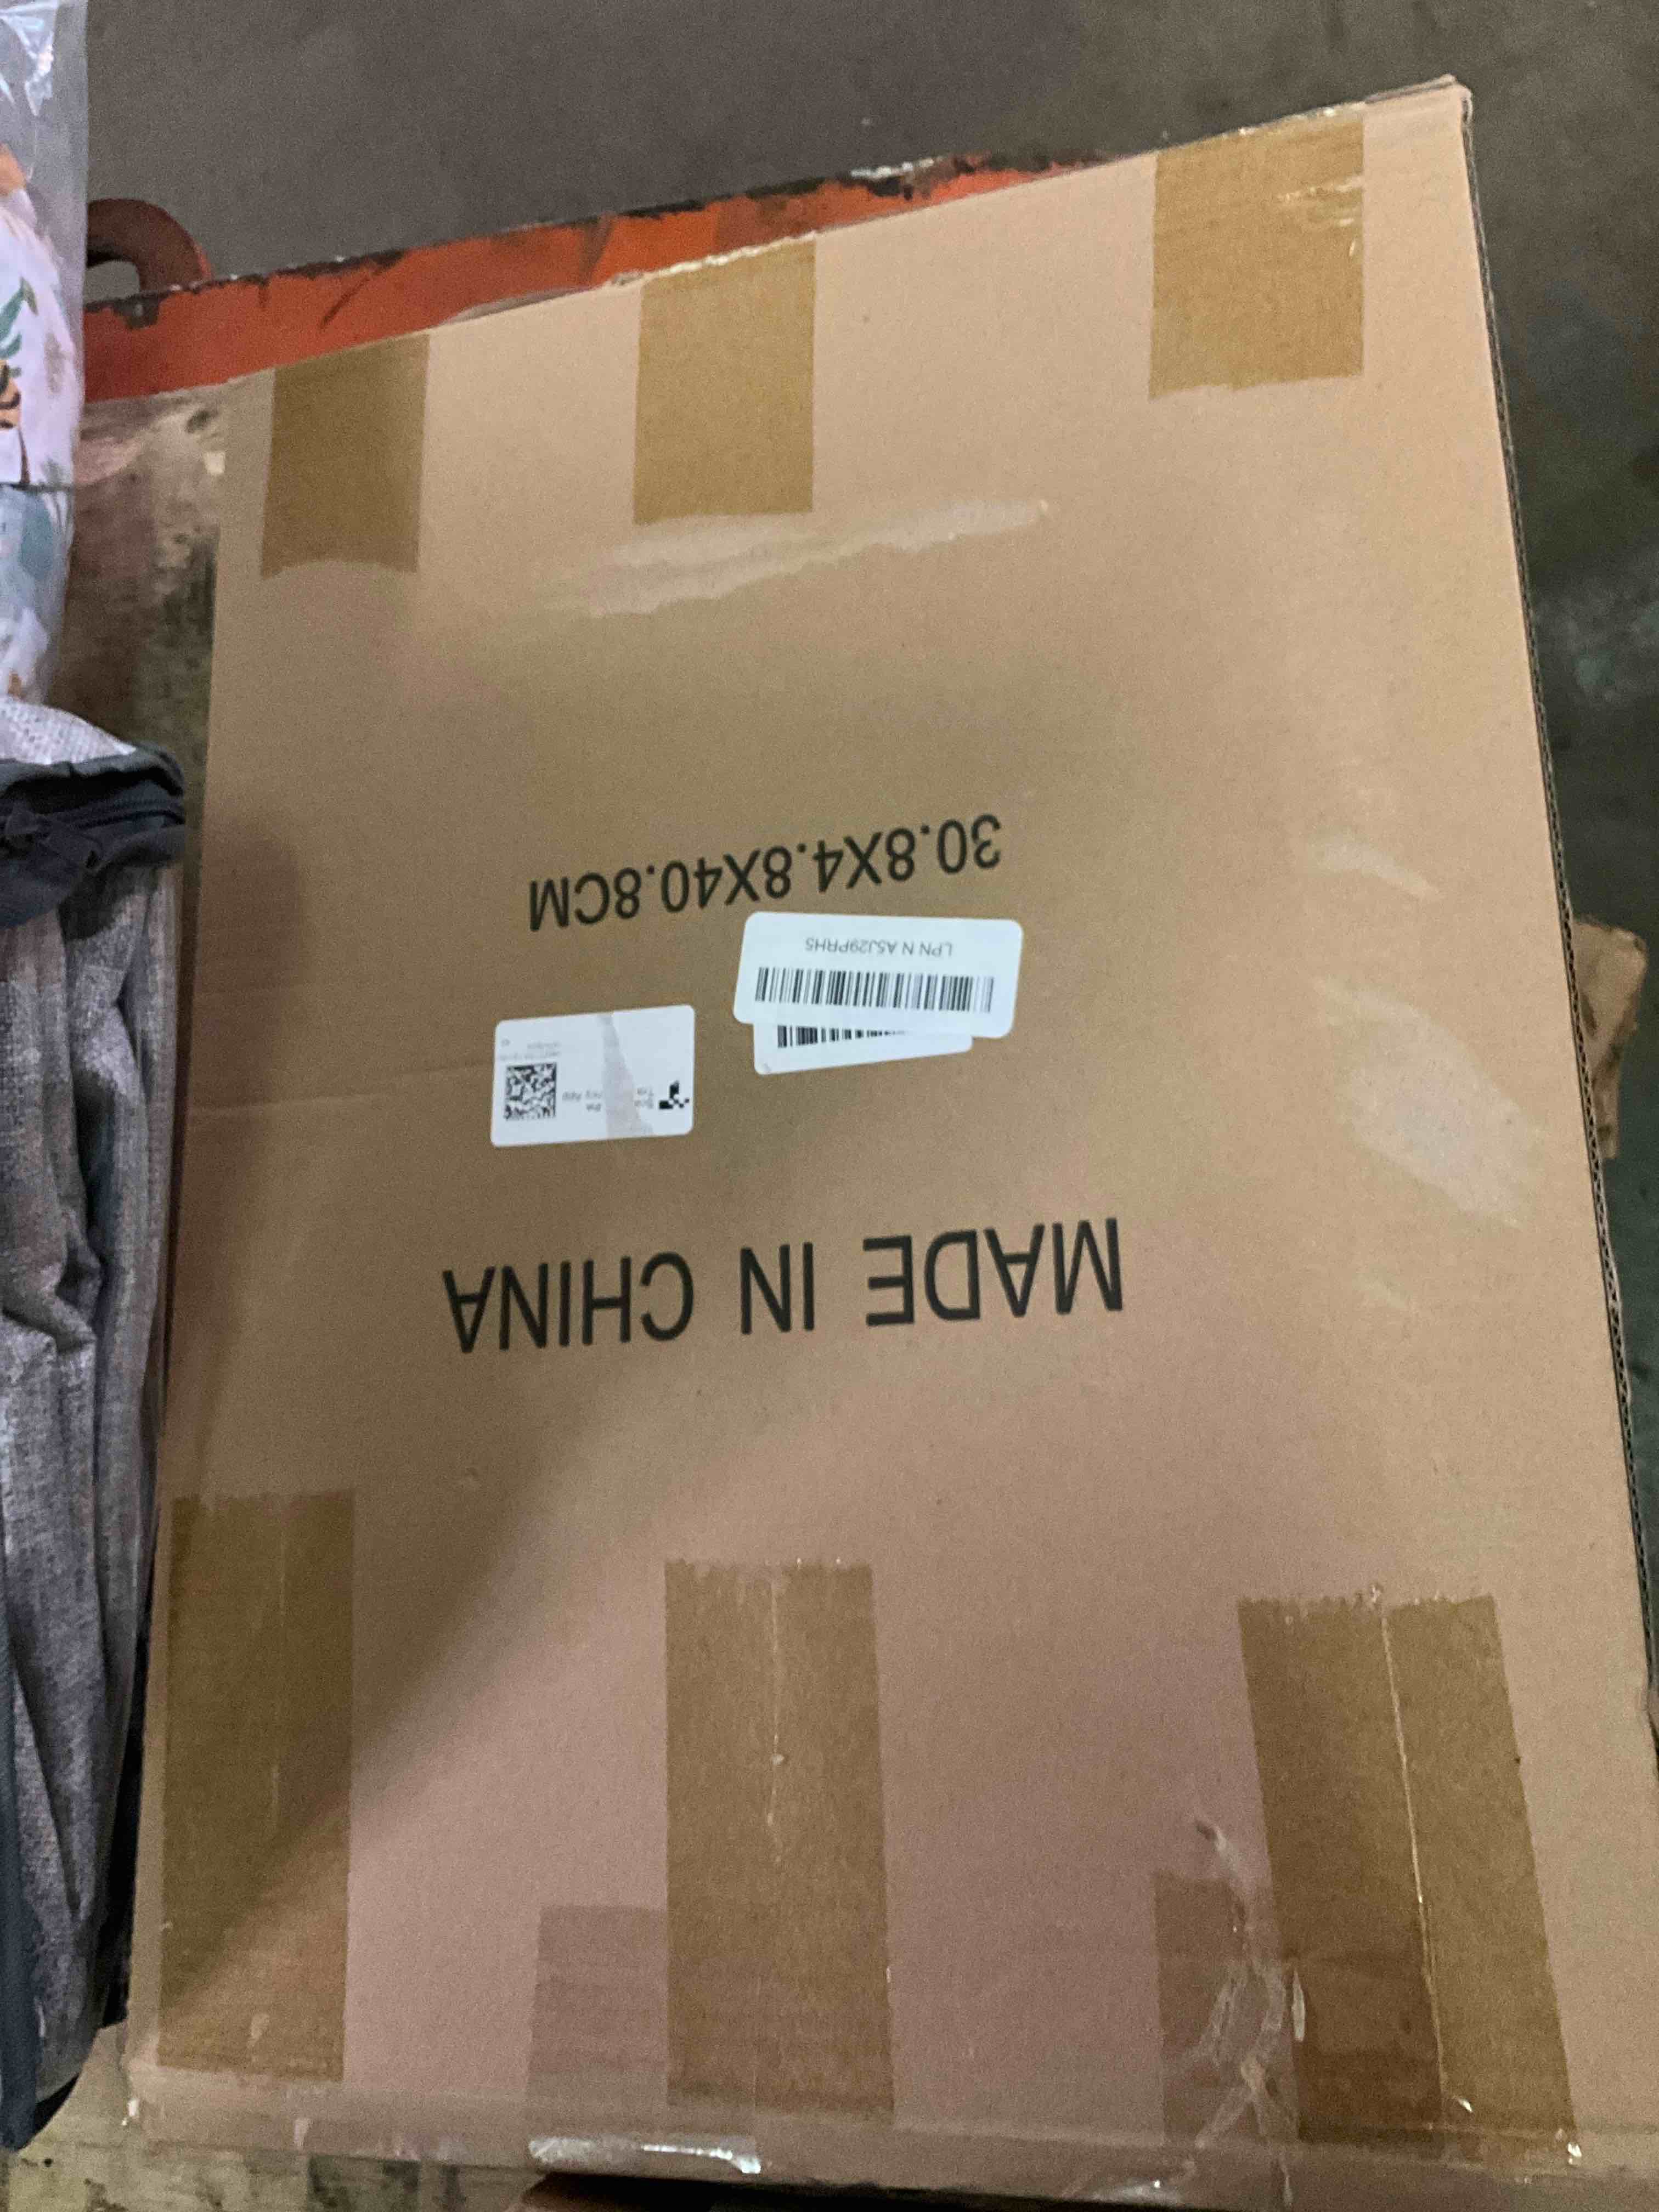 MADE IN CHINA
LPN N A5J29PRH5
30.8X4.8X40.8CM